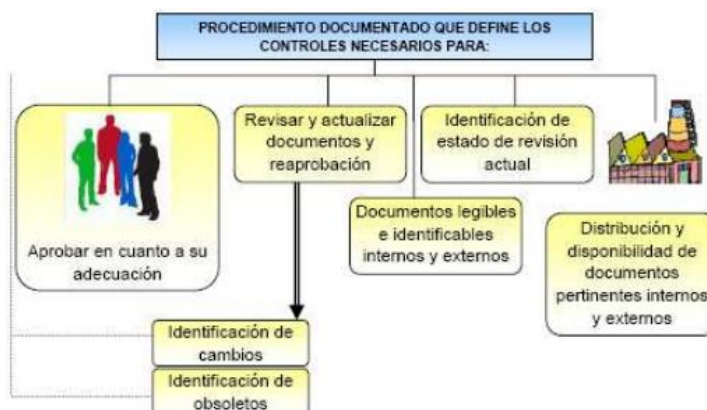 PROCEDIMIENTO DOCUMENTADO QUE DEFINE LOS
CONTROLES NECESARIOS PARA:
Aprobar en cuanto a su
adecuación
Revisar y actualizar
documentos y
reaprobación
Identificación de
estado de revisión
actual
Documentos legibles
e identificables
internos y externos
Distribución y
disponibilidad de
documentos
pertinentes internos
y externos
Identificación de
cambios
Identificación de
obsoletos